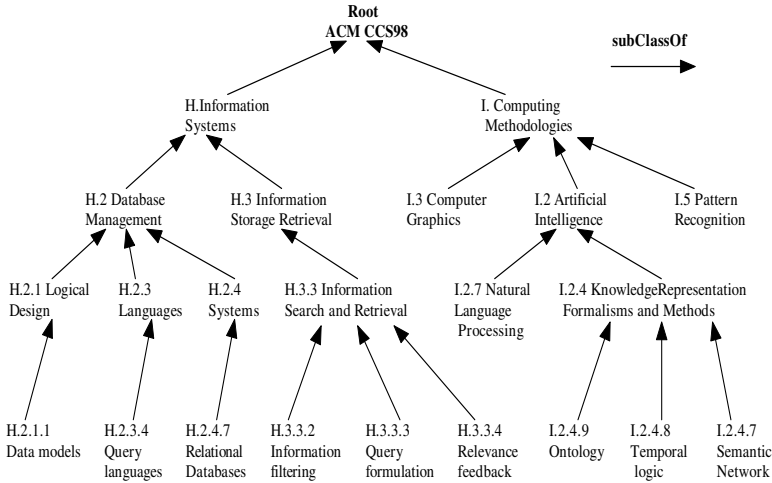 Root
ACM CCS98
subClassOf
H.Information
Systems
I. Computing
Methodologies
H.2 Database
Management
H.3 Information
Storage Retrieval
I.3 Computer
Graphics
I.2 Artificial
Intelligence
I.5 Pattern
Recognition
H.2.1 Logical
Design
H.2.3
Languages
H.2.4
Systems
H.3.3 Information
Search and Retrieval
I.2.7 Natural
Language
Processing
I.2.4 KnowledgeRepresentation
Formalisms and Methods
H.2.1.1
Data models
H.2.3.4
Query
languages
H.2.4.7
Relational
Databases
H.3.3.2
Information
filtering
H.3.3.3
Query
formulation
H.3.3.4
Relevance
feedback
I.2.4.9
Ontology
I.2.4.8
Temporal
logic
I.2.4.7
Semantic
Network